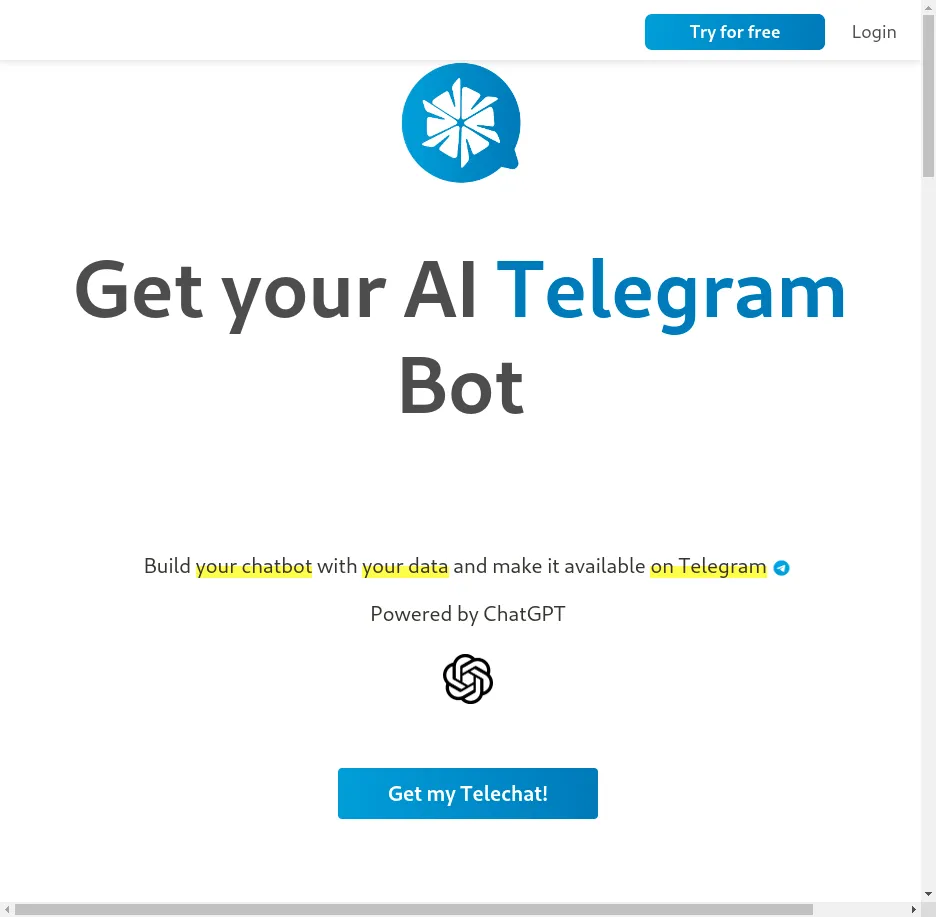 Try for free
Login
Get your AI Telegram
Bot
Build your chatbot with your data and make it available on Telegram
Powered by ChatGPT
Get my Telechat!